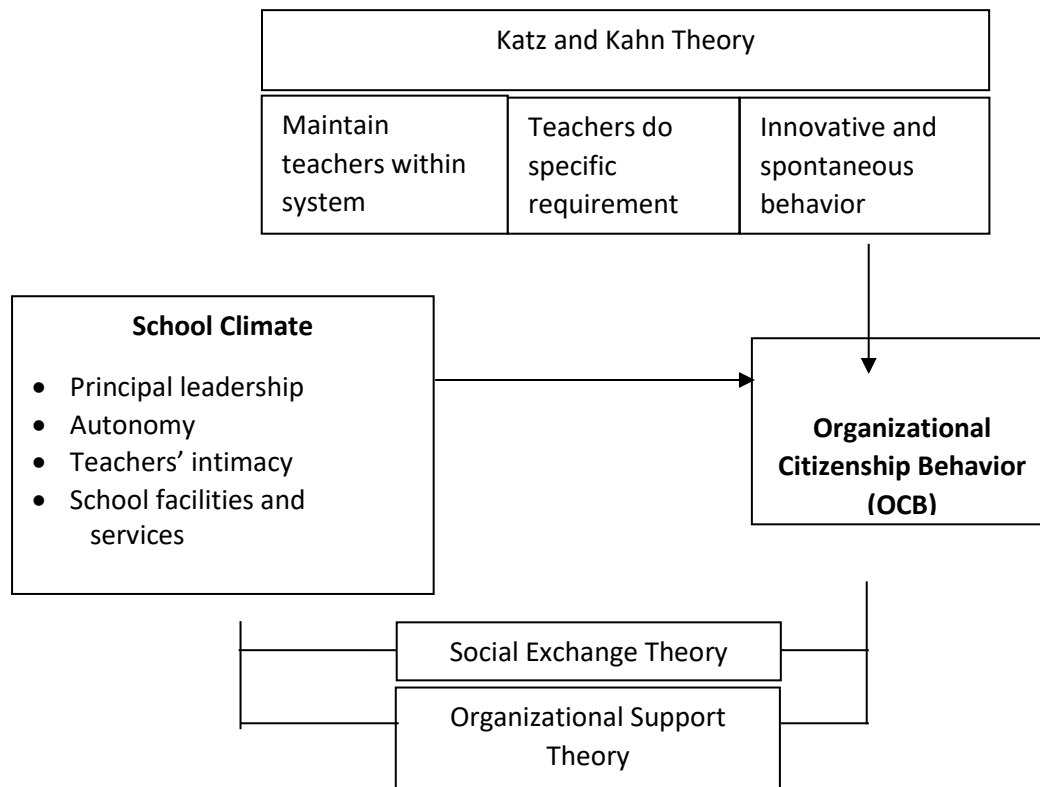 Katz and Kahn Theory
Maintain
teachers within
system
Teachers do
specific
requirement
Innovative and
spontaneous
behavior
School Climate
• Principal leadership
• Autonomy
• Teachers’ intimacy
• School facilities and
services
Organizational
Citizenship Behavior
(OCB)
Social Exchange Theory
Organizational Support
Theory